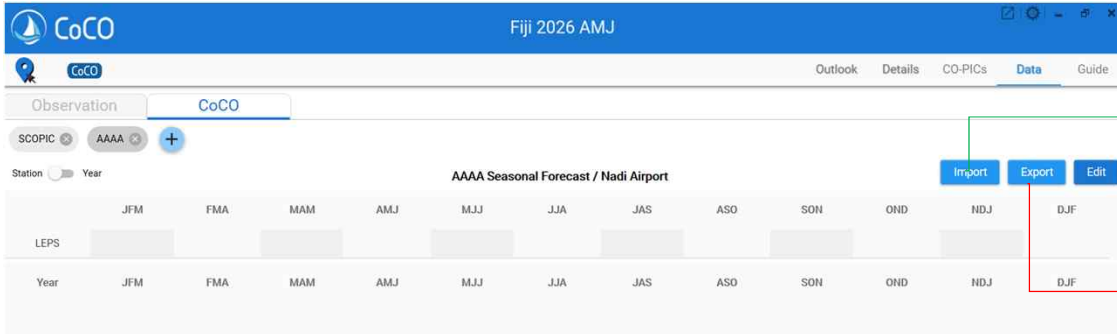 CoCO Fiji 2026 AMJ
CoCO Outlook Details CO-PICs Data Guide
Observation CoCO
SCOPIC AAAA +
Station Year AAAA Seasonal Forecast / Nadi Airport Import Export Edit
JFM FMA MAM AMJ MJJ JJA JAS ASO SON OND NDJ DJF
LEPS
Year JFM FMA MAM AMJ MJJ JJA JAS ASO SON OND NDJ DJF